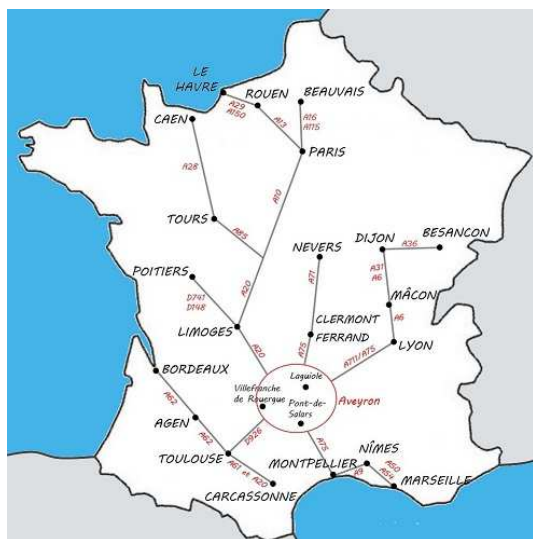 LE
HAVRE
ROUEN
BEAUVAIS
A29
A150
A13
A16
A115
CAEN
PARIS
A28
A10
TOURS
A85
NEVERS
DIJON
BESANCON
A36
A31
A6
POITIERS
D741
D148
A20
A71
MÂCON
A6
LIMOGES
CLERMONT
FERRAND
LYON
A20
A75
A711/A75
BORDEAUX
Laguiole
Villefranche
de Rouergue
Pont-de-
Salars
Aveyron
A62
AGEN
A62
D926
A75
TOULOUSE
A61 et A20
CARCASSONNE
MONTPELLIER
NÎMES
A9
A50
A54
MARSEILLE